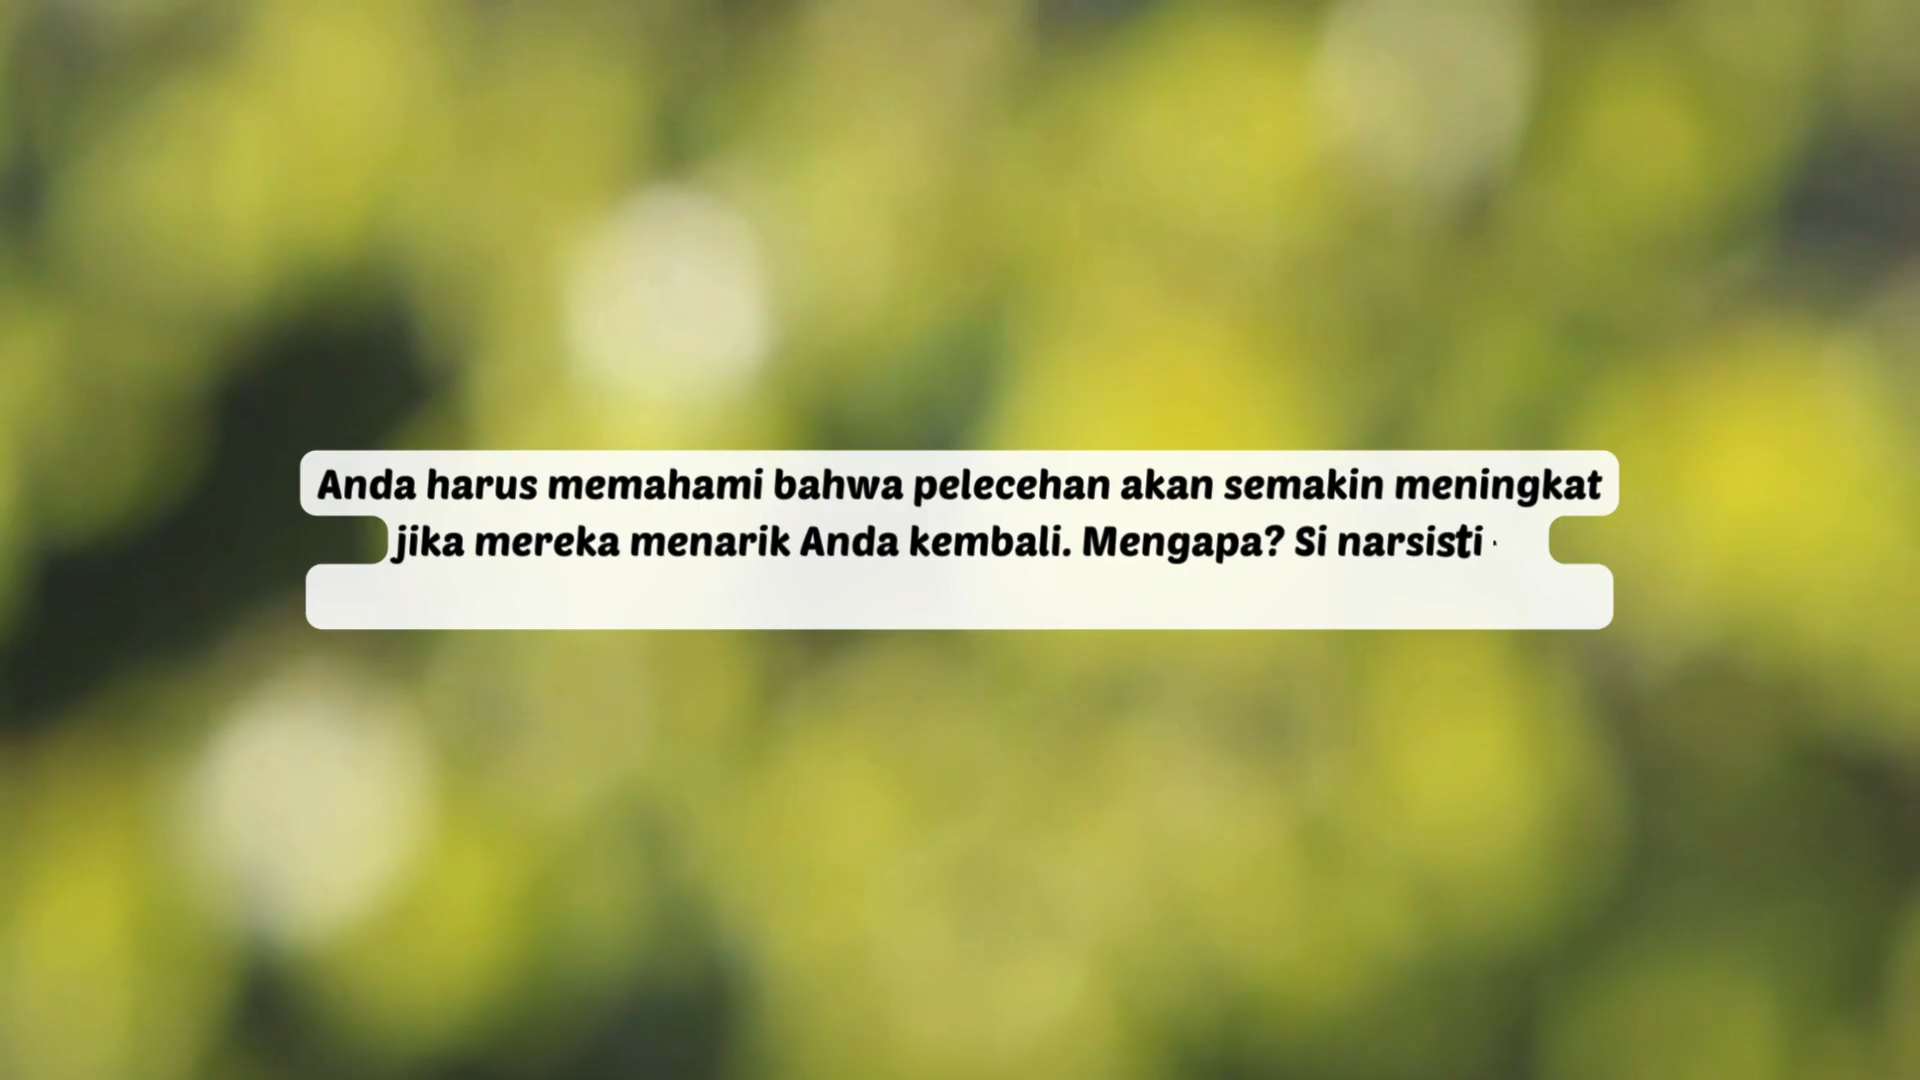 Anda harus memahami bahwa pelecehan akan semakin meningkat
jika mereka menarik Anda kembali. Mengapa? Si narsisti